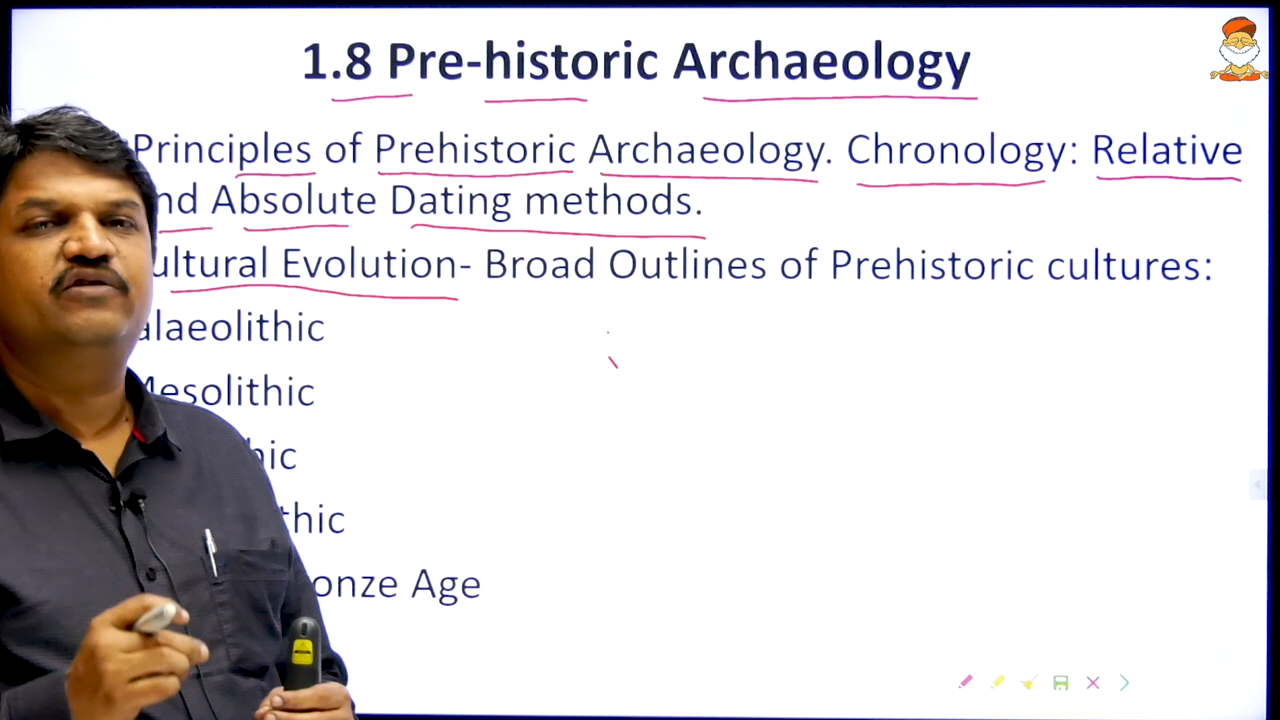 1.8 Pre-historic Archaeology
Principles of Prehistoric Archaeology. Chronology: Relative
nd Absolute Dating methods.
ultural Evolution- Broad Outlines of Prehistoric cultures:
alaeolithic
Mesolithic
hic
thic
onze Age